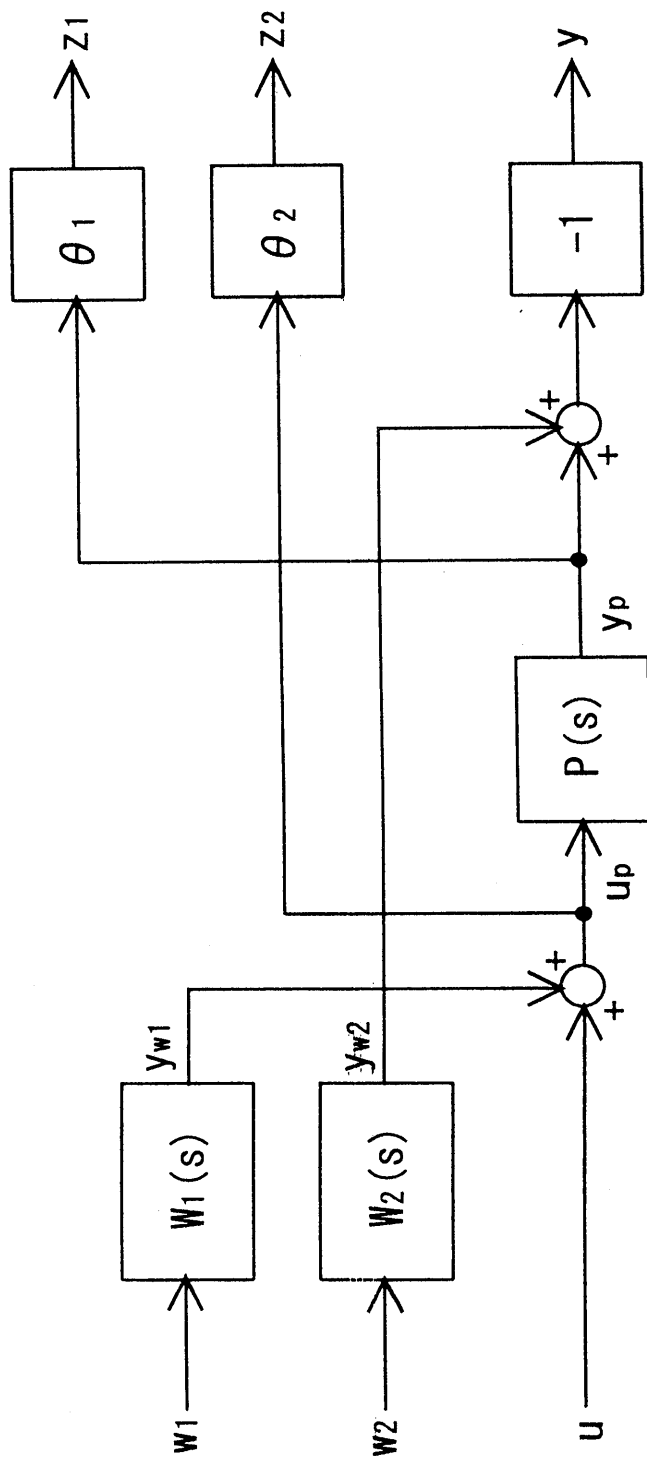 w1
W1(s)
yw1
θ1
z1
w2
W2(s)
yw2
θ2
z2
u
+
+
up
P(s)
yp
+
+
-1
y